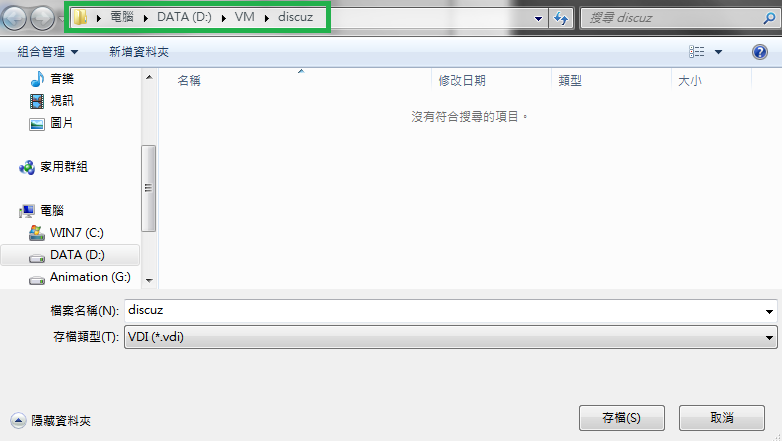 電腦 DATA (D:) VM discuz
搜尋 discuz
組合管理 新增資料夾
名稱 修改日期 類型 大小
沒有符合搜尋的項目。
音樂
視訊
圖片
家用群組
電腦
WIN7 (C:)
DATA (D:)
Animation (G:)
檔案名稱(N): discuz
存檔類型(T): VDI (*.vdi)
隱藏資料夾
存檔(S) 取消